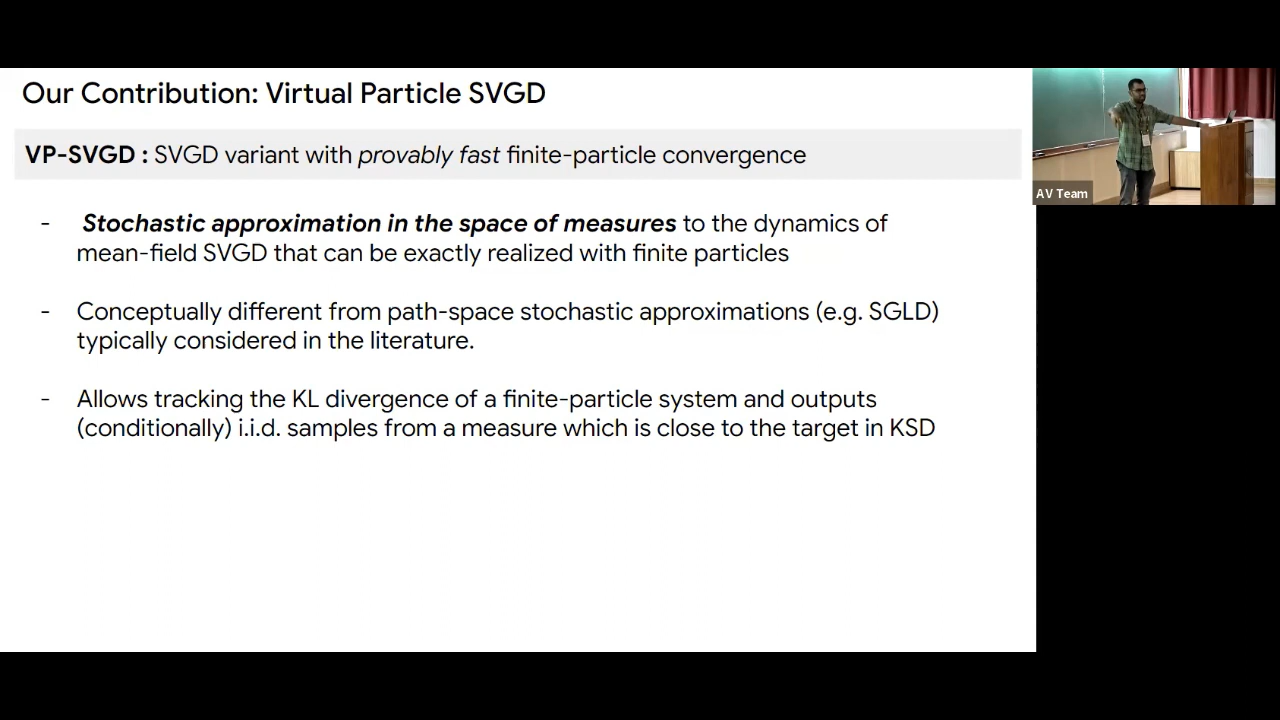 Our Contribution: Virtual Particle SVGD
VP-SVGD : SVGD variant with provably fast finite-particle convergence
- Stochastic approximation in the space of measures to the dynamics of
mean-field SVGD that can be exactly realized with finite particles
- Conceptually different from path-space stochastic approximations (e.g. SGLD)
typically considered in the literature.
- Allows tracking the KL divergence of a finite-particle system and outputs
(conditionally) i.i.d. samples from a measure which is close to the target in KSD
AV Team